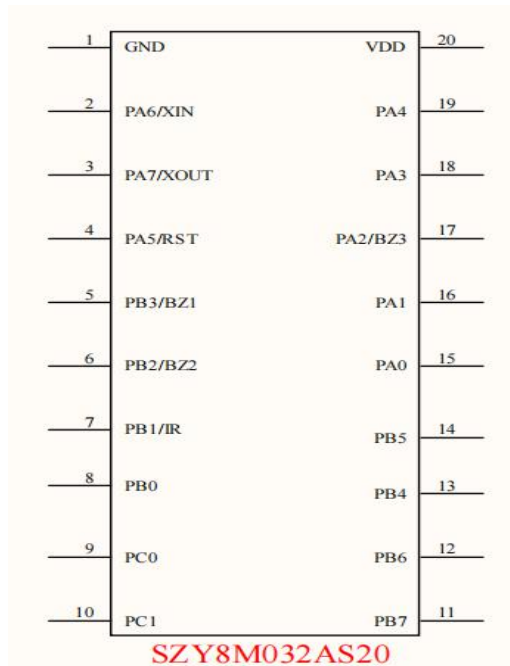 1 GND VDD 20
2 PA6/XIN PA4 19
3 PA7/XOUT PA3 18
4 PA5/RST PA2/BZ3 17
5 PB3/BZ1 PA1 16
6 PB2/BZ2 PA0 15
7 PB1/IR PB5 14
8 PB0 PB4 13
9 PC0 PB6 12
10 PC1 PB7 11
SZY8M032AS20